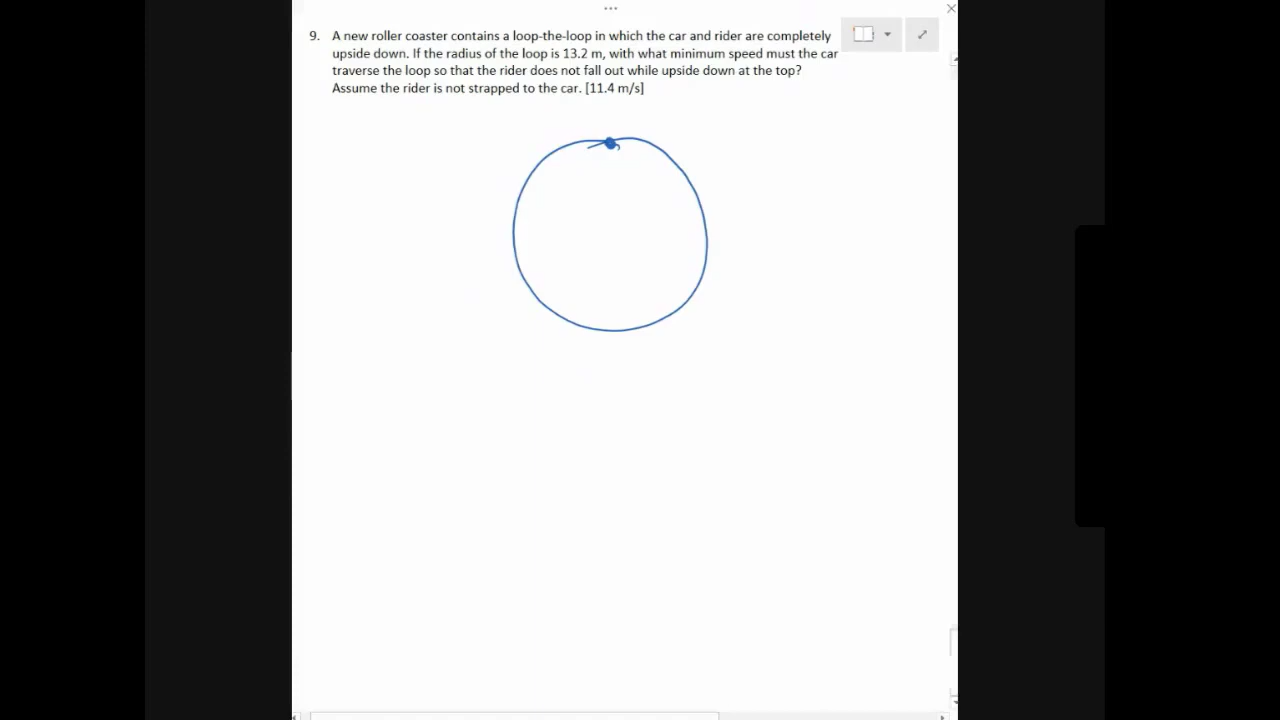 9. A new roller coaster contains a loop-the-loop in which the car and rider are completely
upside down. If the radius of the loop is 13.2 m, with what minimum speed must the car
traverse the loop so that the rider does not fall out while upside down at the top?
Assume the rider is not strapped to the car. [11.4 m/s]